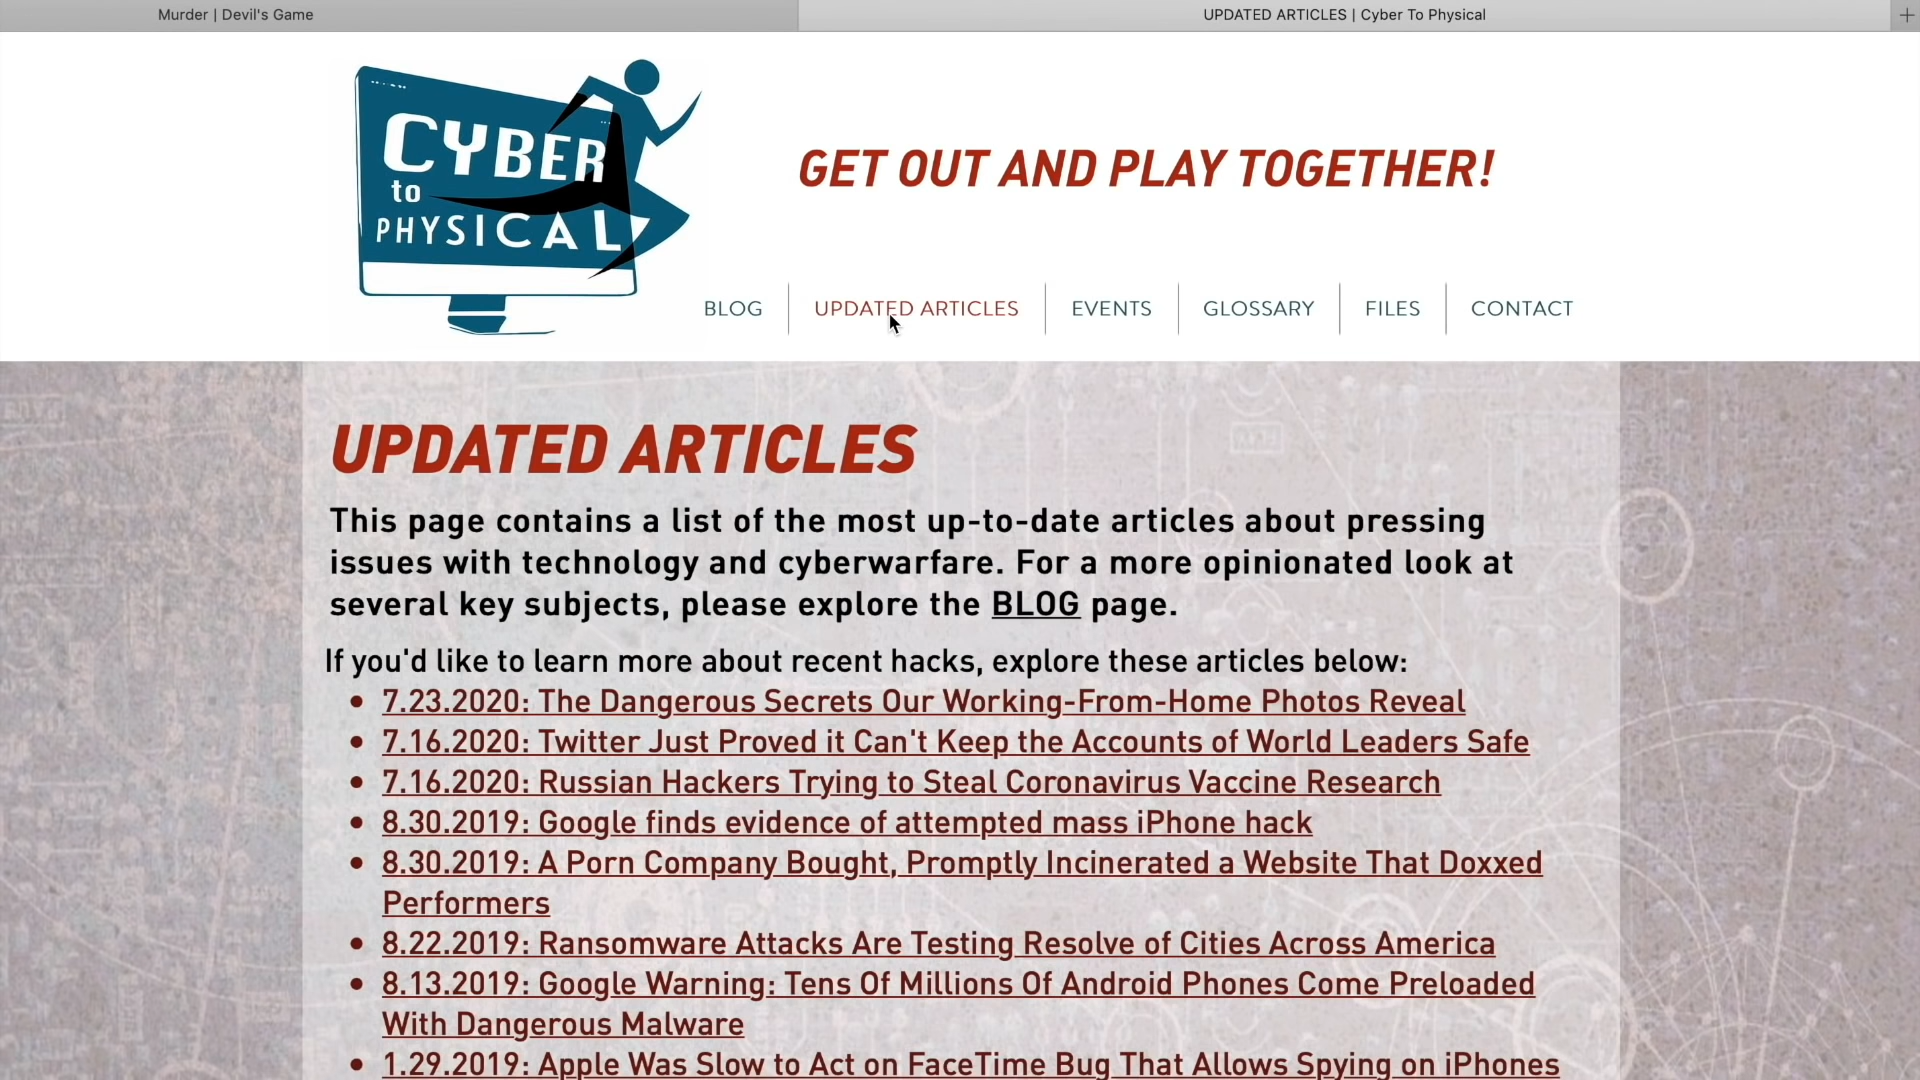 Murder | Devil's Game
UPDATED ARTICLES | Cyber To Physical
CYBER
to
PHYSICAL
GET OUT AND PLAY TOGETHER!
BLOG
UPDATED ARTICLES
EVENTS
GLOSSARY
FILES
CONTACT
UPDATED ARTICLES
This page contains a list of the most up-to-date articles about pressing
issues with technology and cyberwarfare. For a more opinionated look at
several key subjects, please explore the BLOG page.
If you'd like to learn more about recent hacks, explore these articles below:
• 7.23.2020: The Dangerous Secrets Our Working-From-Home Photos Reveal
• 7.16.2020: Twitter Just Proved it Can't Keep the Accounts of World Leaders Safe
• 7.16.2020: Russian Hackers Trying to Steal Coronavirus Vaccine Research
• 8.30.2019: Google finds evidence of attempted mass iPhone hack
• 8.30.2019: A Porn Company Bought, Promptly Incinerated a Website That Doxxed
Performers
• 8.22.2019: Ransomware Attacks Are Testing Resolve of Cities Across America
• 8.13.2019: Google Warning: Tens Of Millions Of Android Phones Come Preloaded
With Dangerous Malware
• 1.29.2019: Apple Was Slow to Act on FaceTime Bug That Allows Spying on iPhones